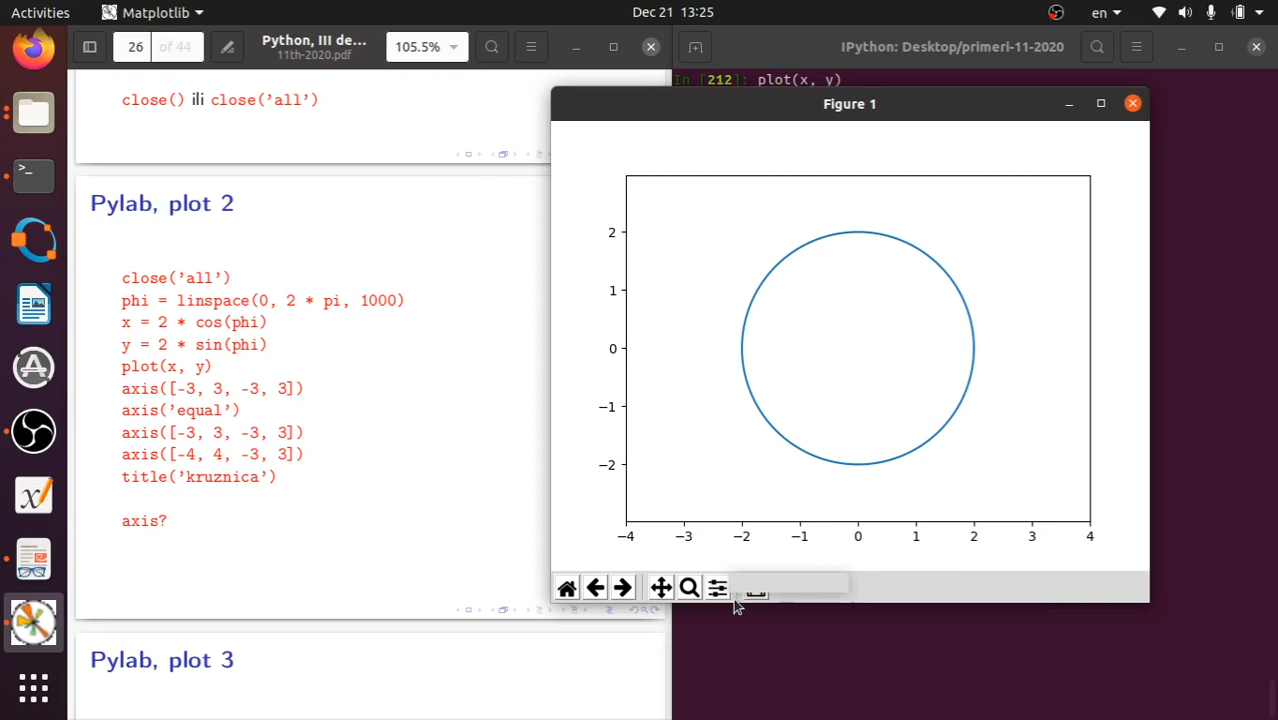 Activities
Matplotlib
Dec 21 13:25
en
26 of 44
Python, III de...
11th-2020.pdf
105.5%
IPython: Desktop/primeri-11-2020
In [212]: plot(x, y)
close() ili close('all')
Pylab, plot 2
close('all')
phi = linspace(0, 2 * pi, 1000)
x = 2 * cos(phi)
y = 2 * sin(phi)
plot(x, y)
axis([-3, 3, -3, 3])
axis('equal')
axis([-3, 3, -3, 3])
axis([-4, 4, -3, 3])
title('kruznica')
axis?
Pylab, plot 3
Figure 1
2
1
0
−1
−2
−4 −3 −2 −1 0 1 2 3 4